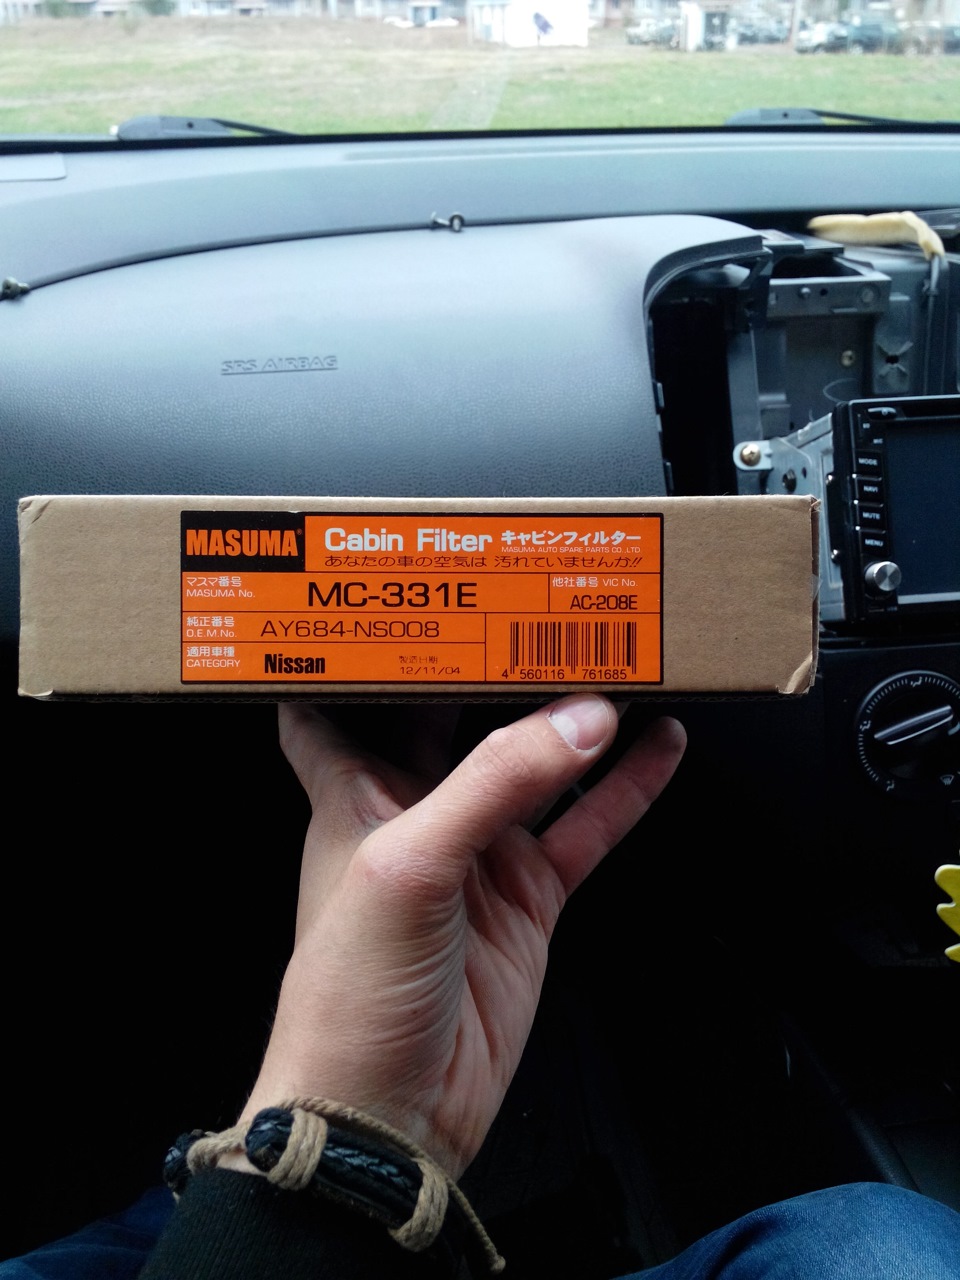 SRS AIRBAG
MODE
NAVI
MUTE
MENU
MASUMA®
Cabin Filter キャビンフィルター
MASUMA AUTO SPARE PARTS CO.,LTD.
あなたの車の空気は 汚れていませんか!!
マスマ番号
MASUMA No.
MC-331E
他社番号 VIC No.
AC-208E
純正番号
O.E.M.No.
AY684-NS008
適用車種
CATEGORY
Nissan
製造日期
12/11/04
4 560116 761685